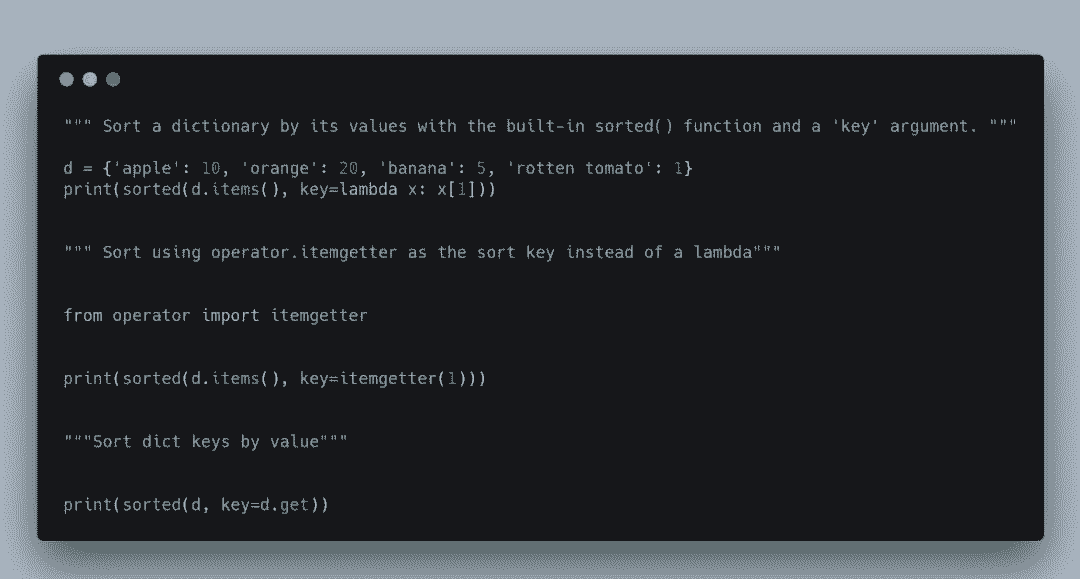 """ Sort a dictionary by its values with the built-in sorted() function and a 'key' argument. """
d = {'apple': 10, 'orange': 20, 'banana': 5, 'rotten tomato': 1}
print(sorted(d.items(), key=lambda x: x[1]))
""" Sort using operator.itemgetter as the sort key instead of a lambda"""
from operator import itemgetter
print(sorted(d.items(), key=itemgetter(1)))
"""Sort dict keys by value"""
print(sorted(d, key=d.get))